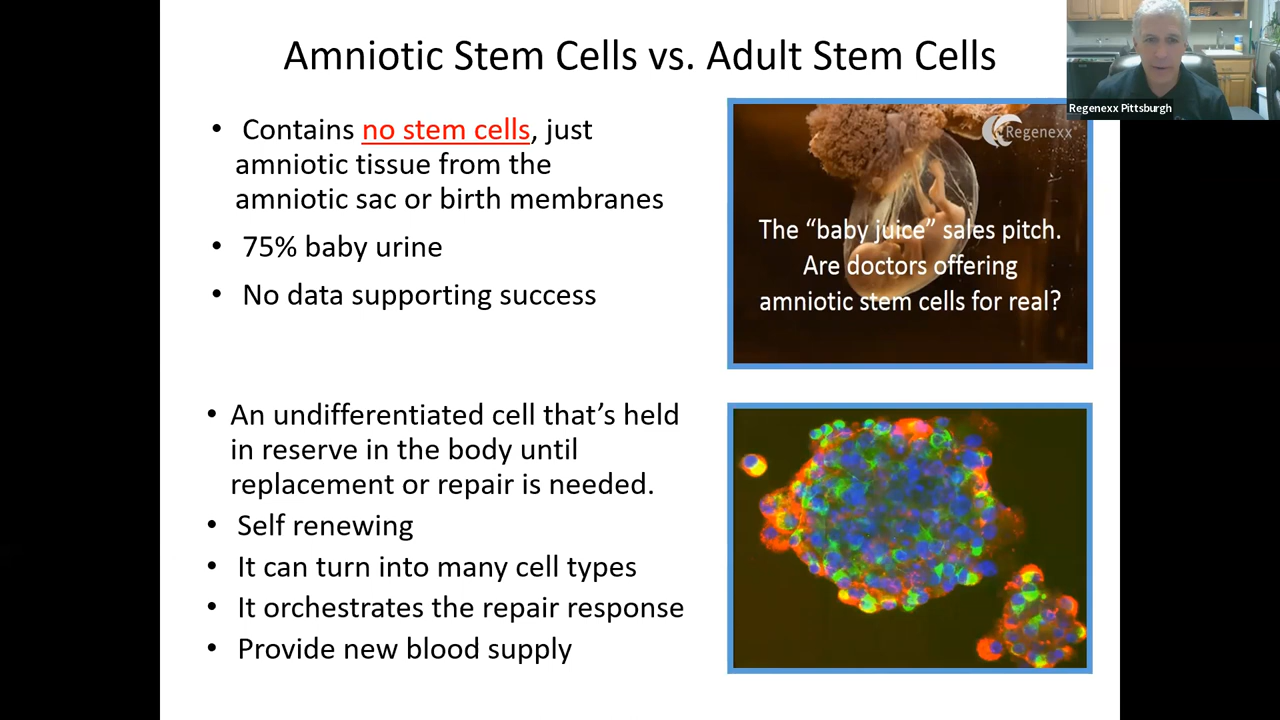 Amniotic Stem Cells vs. Adult Stem Cells
Regenexx Pittsburgh
• Contains no stem cells, just
amniotic tissue from the
amniotic sac or birth membranes
• 75% baby urine
• No data supporting success
Regenexx
The “baby juice” sales pitch.
Are doctors offering
amniotic stem cells for real?
• An undifferentiated cell that’s held
in reserve in the body until
replacement or repair is needed.
• Self renewing
• It can turn into many cell types
• It orchestrates the repair response
• Provide new blood supply